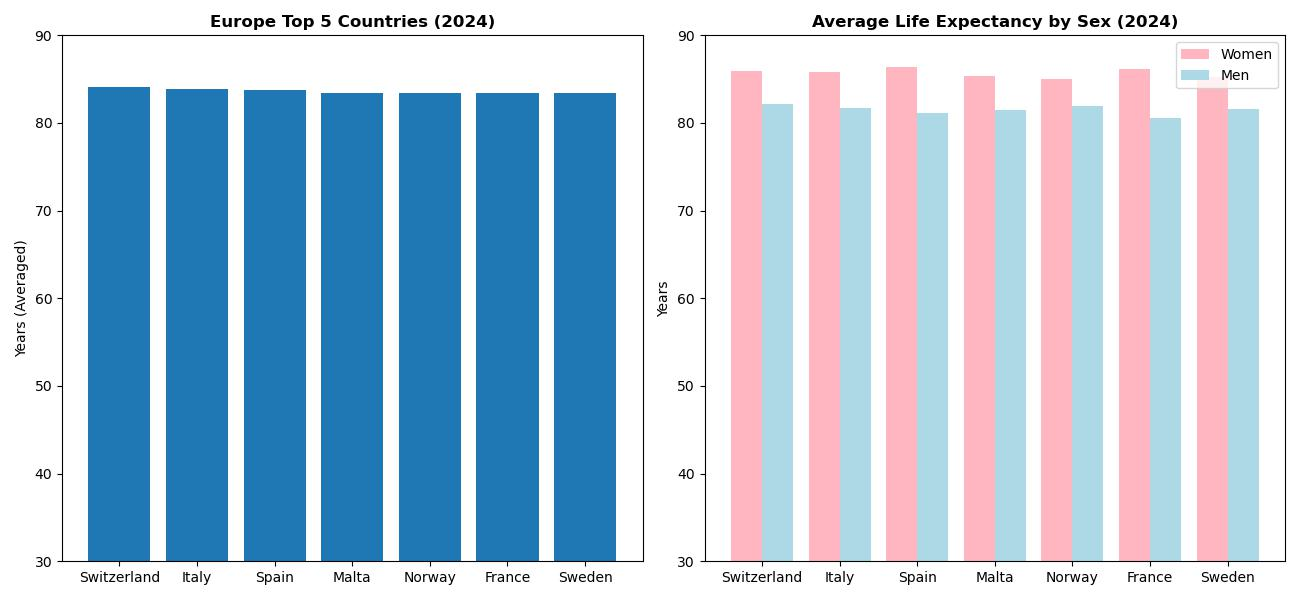 Europe Top 5 Countries (2024)
Years (Averaged)
90
80
70
60
50
40
30
Switzerland Italy Spain Malta Norway France Sweden
Average Life Expectancy by Sex (2024)
Women
Men
Years
90
80
70
60
50
40
30
Switzerland Italy Spain Malta Norway France Sweden